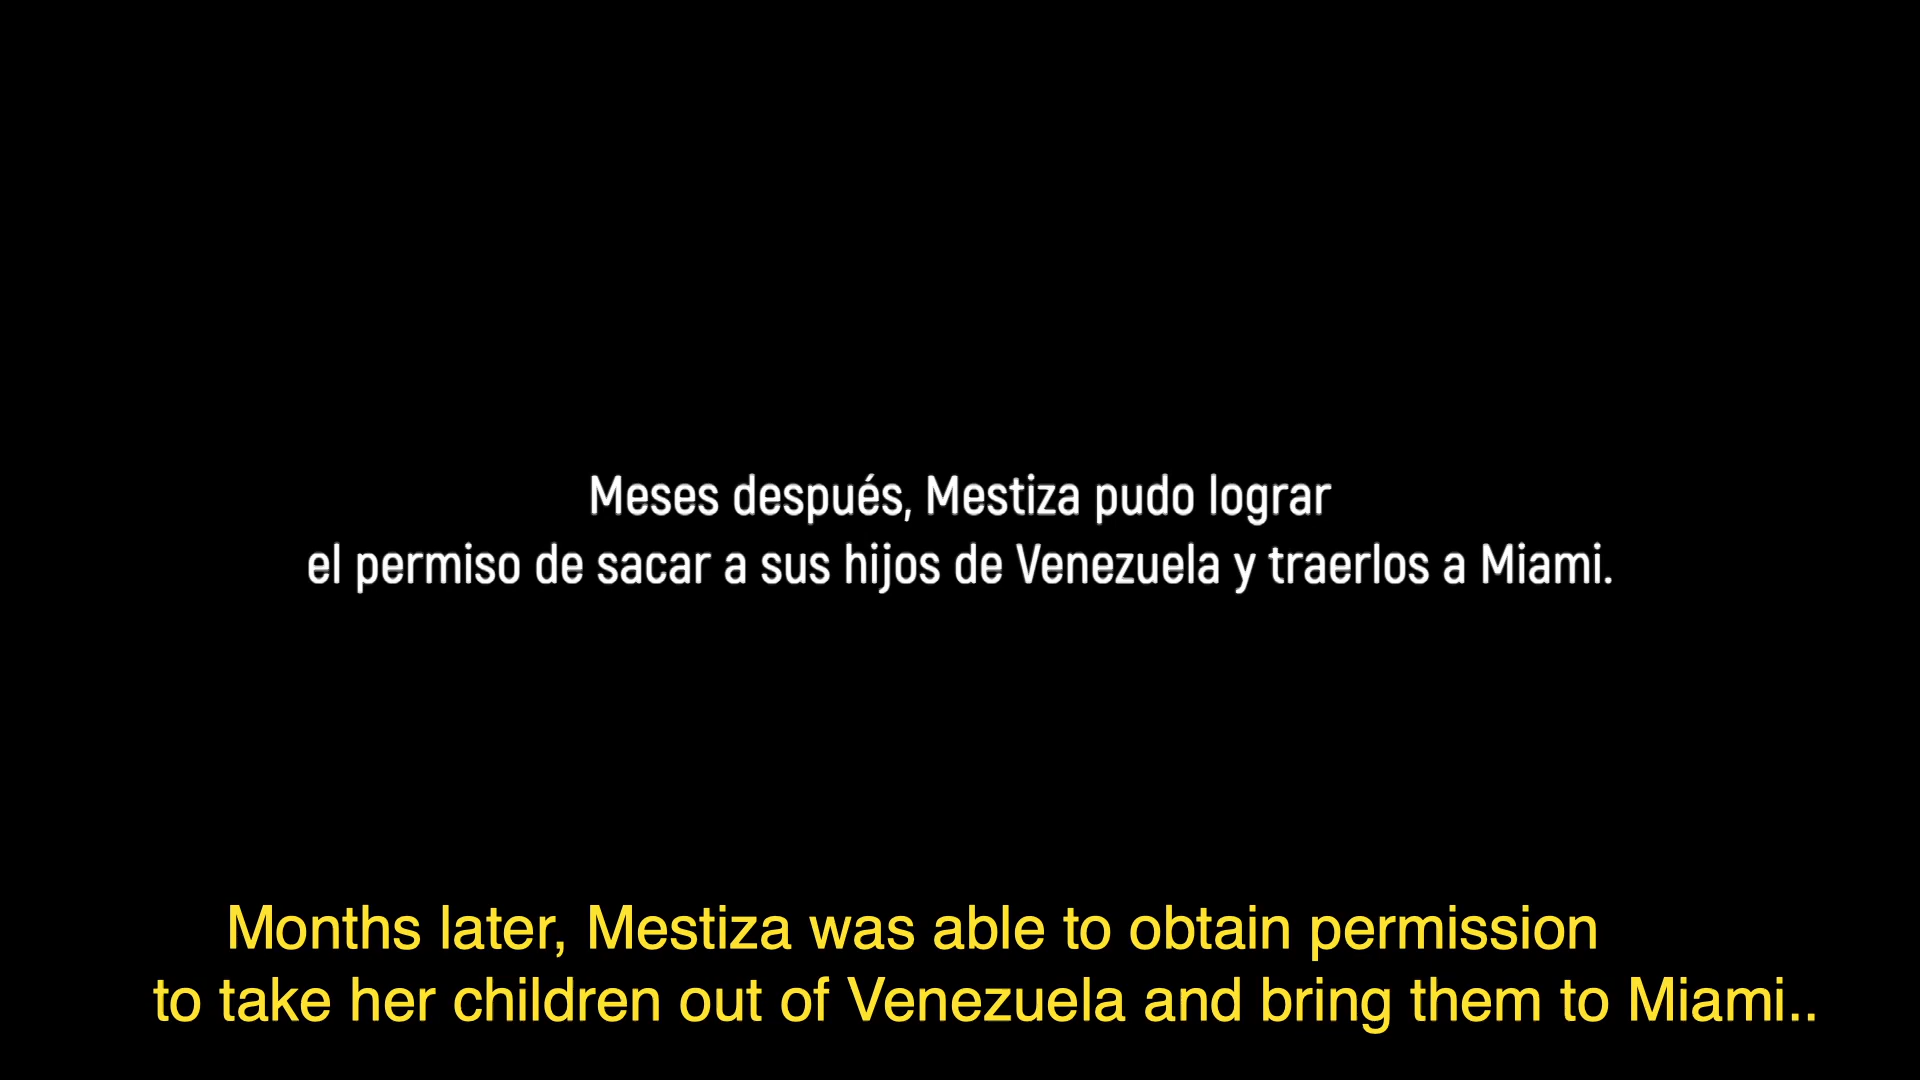 Meses después, Mestiza pudo lograr
el permiso de sacar a sus hijos de Venezuela y traerlos a Miami.
Months later, Mestiza was able to obtain permission
to take her children out of Venezuela and bring them to Miami..